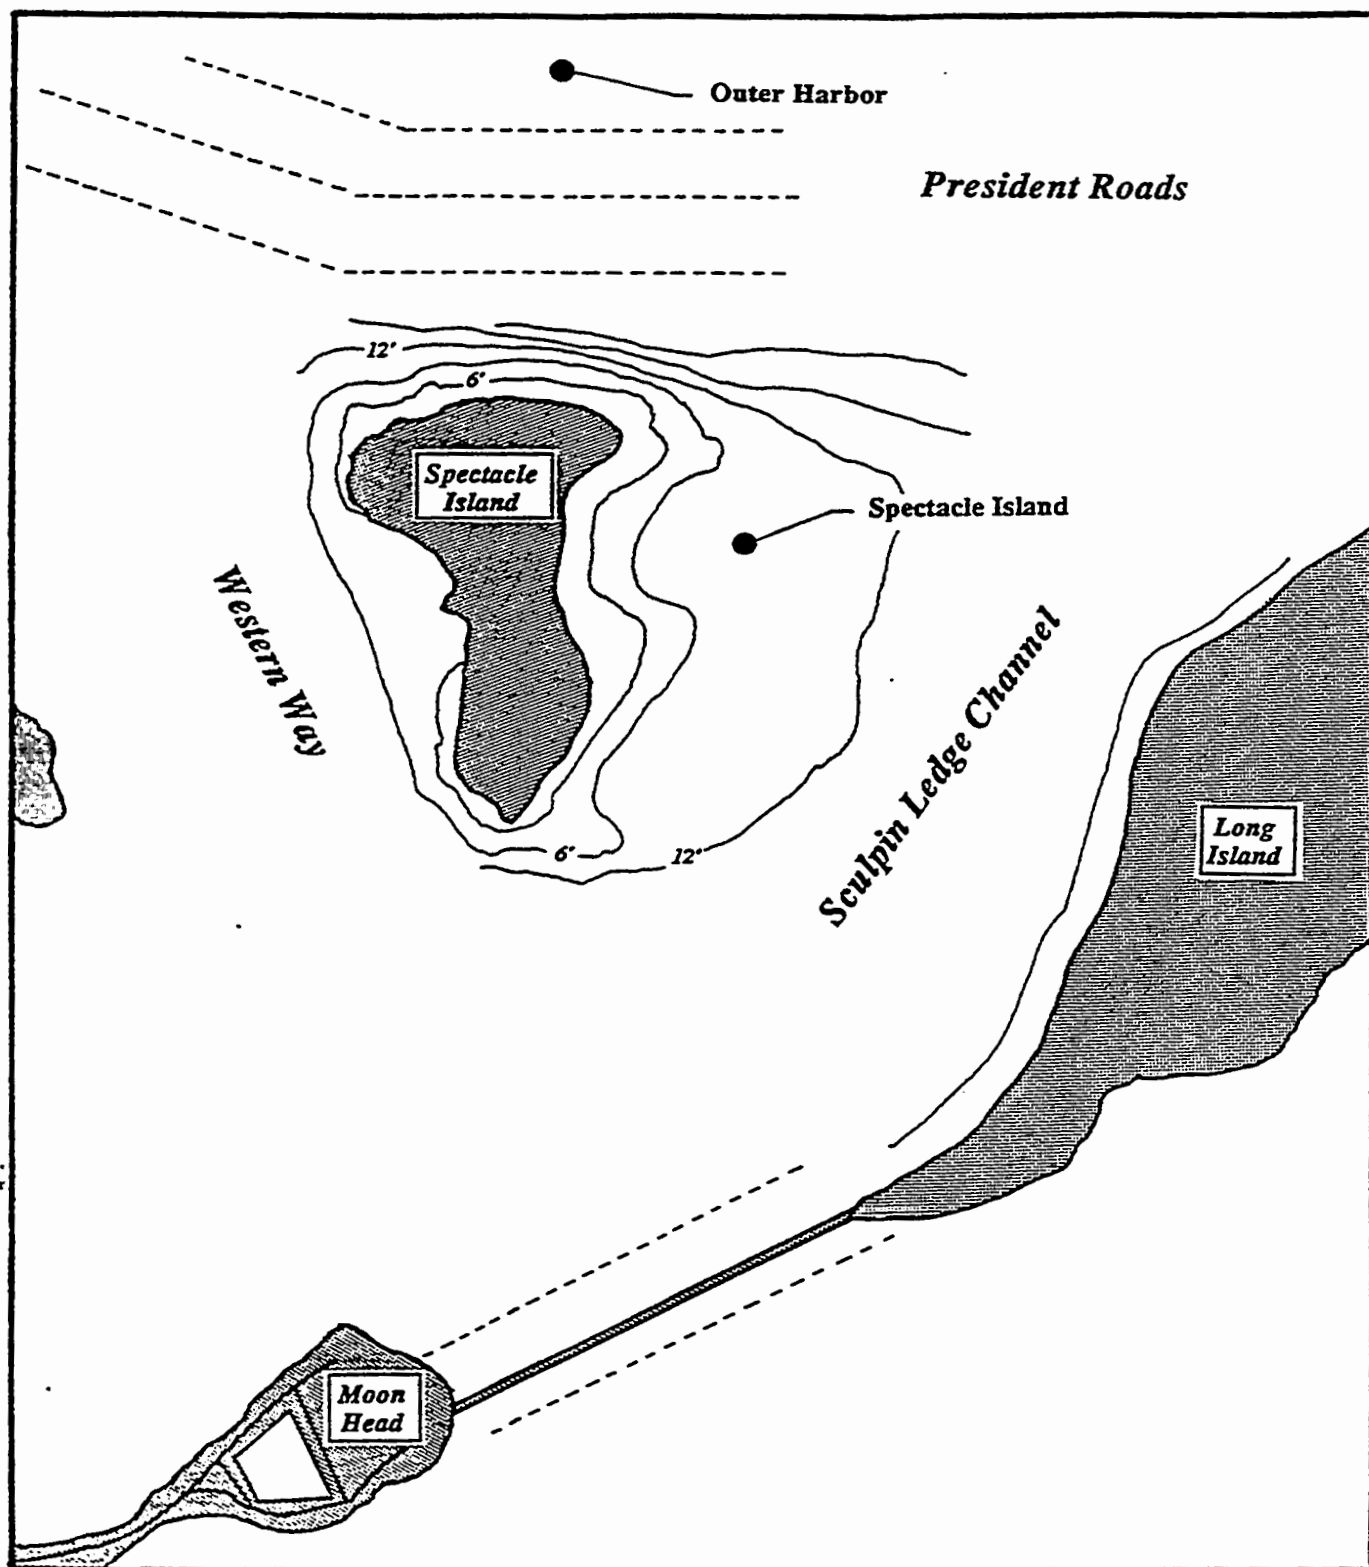 Outer Harbor
President Roads
12'
6'
Spectacle
Island
Spectacle Island
Western Way
Sculpin Ledge Channel
Long
Island
6'
12'
Moon
Head